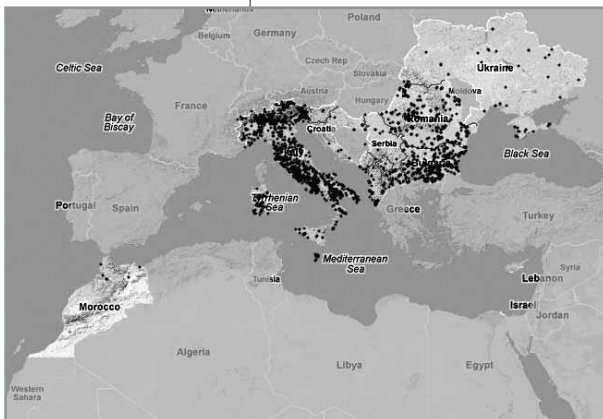 Netherlands
Poland
Belgium
Germany
Celtic Sea
Czech Rep
Ukraine
Slovakia
Austria
Moldova
Hungary
France
Bay of
Biscay
Croatia
Romania
Serbia
Italy
Bulgaria
Black Sea
Portugal
Spain
Tyrrhenian
Sea
Greece
Turkey
Mediterranean
Sea
Tunisia
Syria
Lebanon
Morocco
Israel
Jordan
Algeria
Libya
Egypt
Western
Sahara